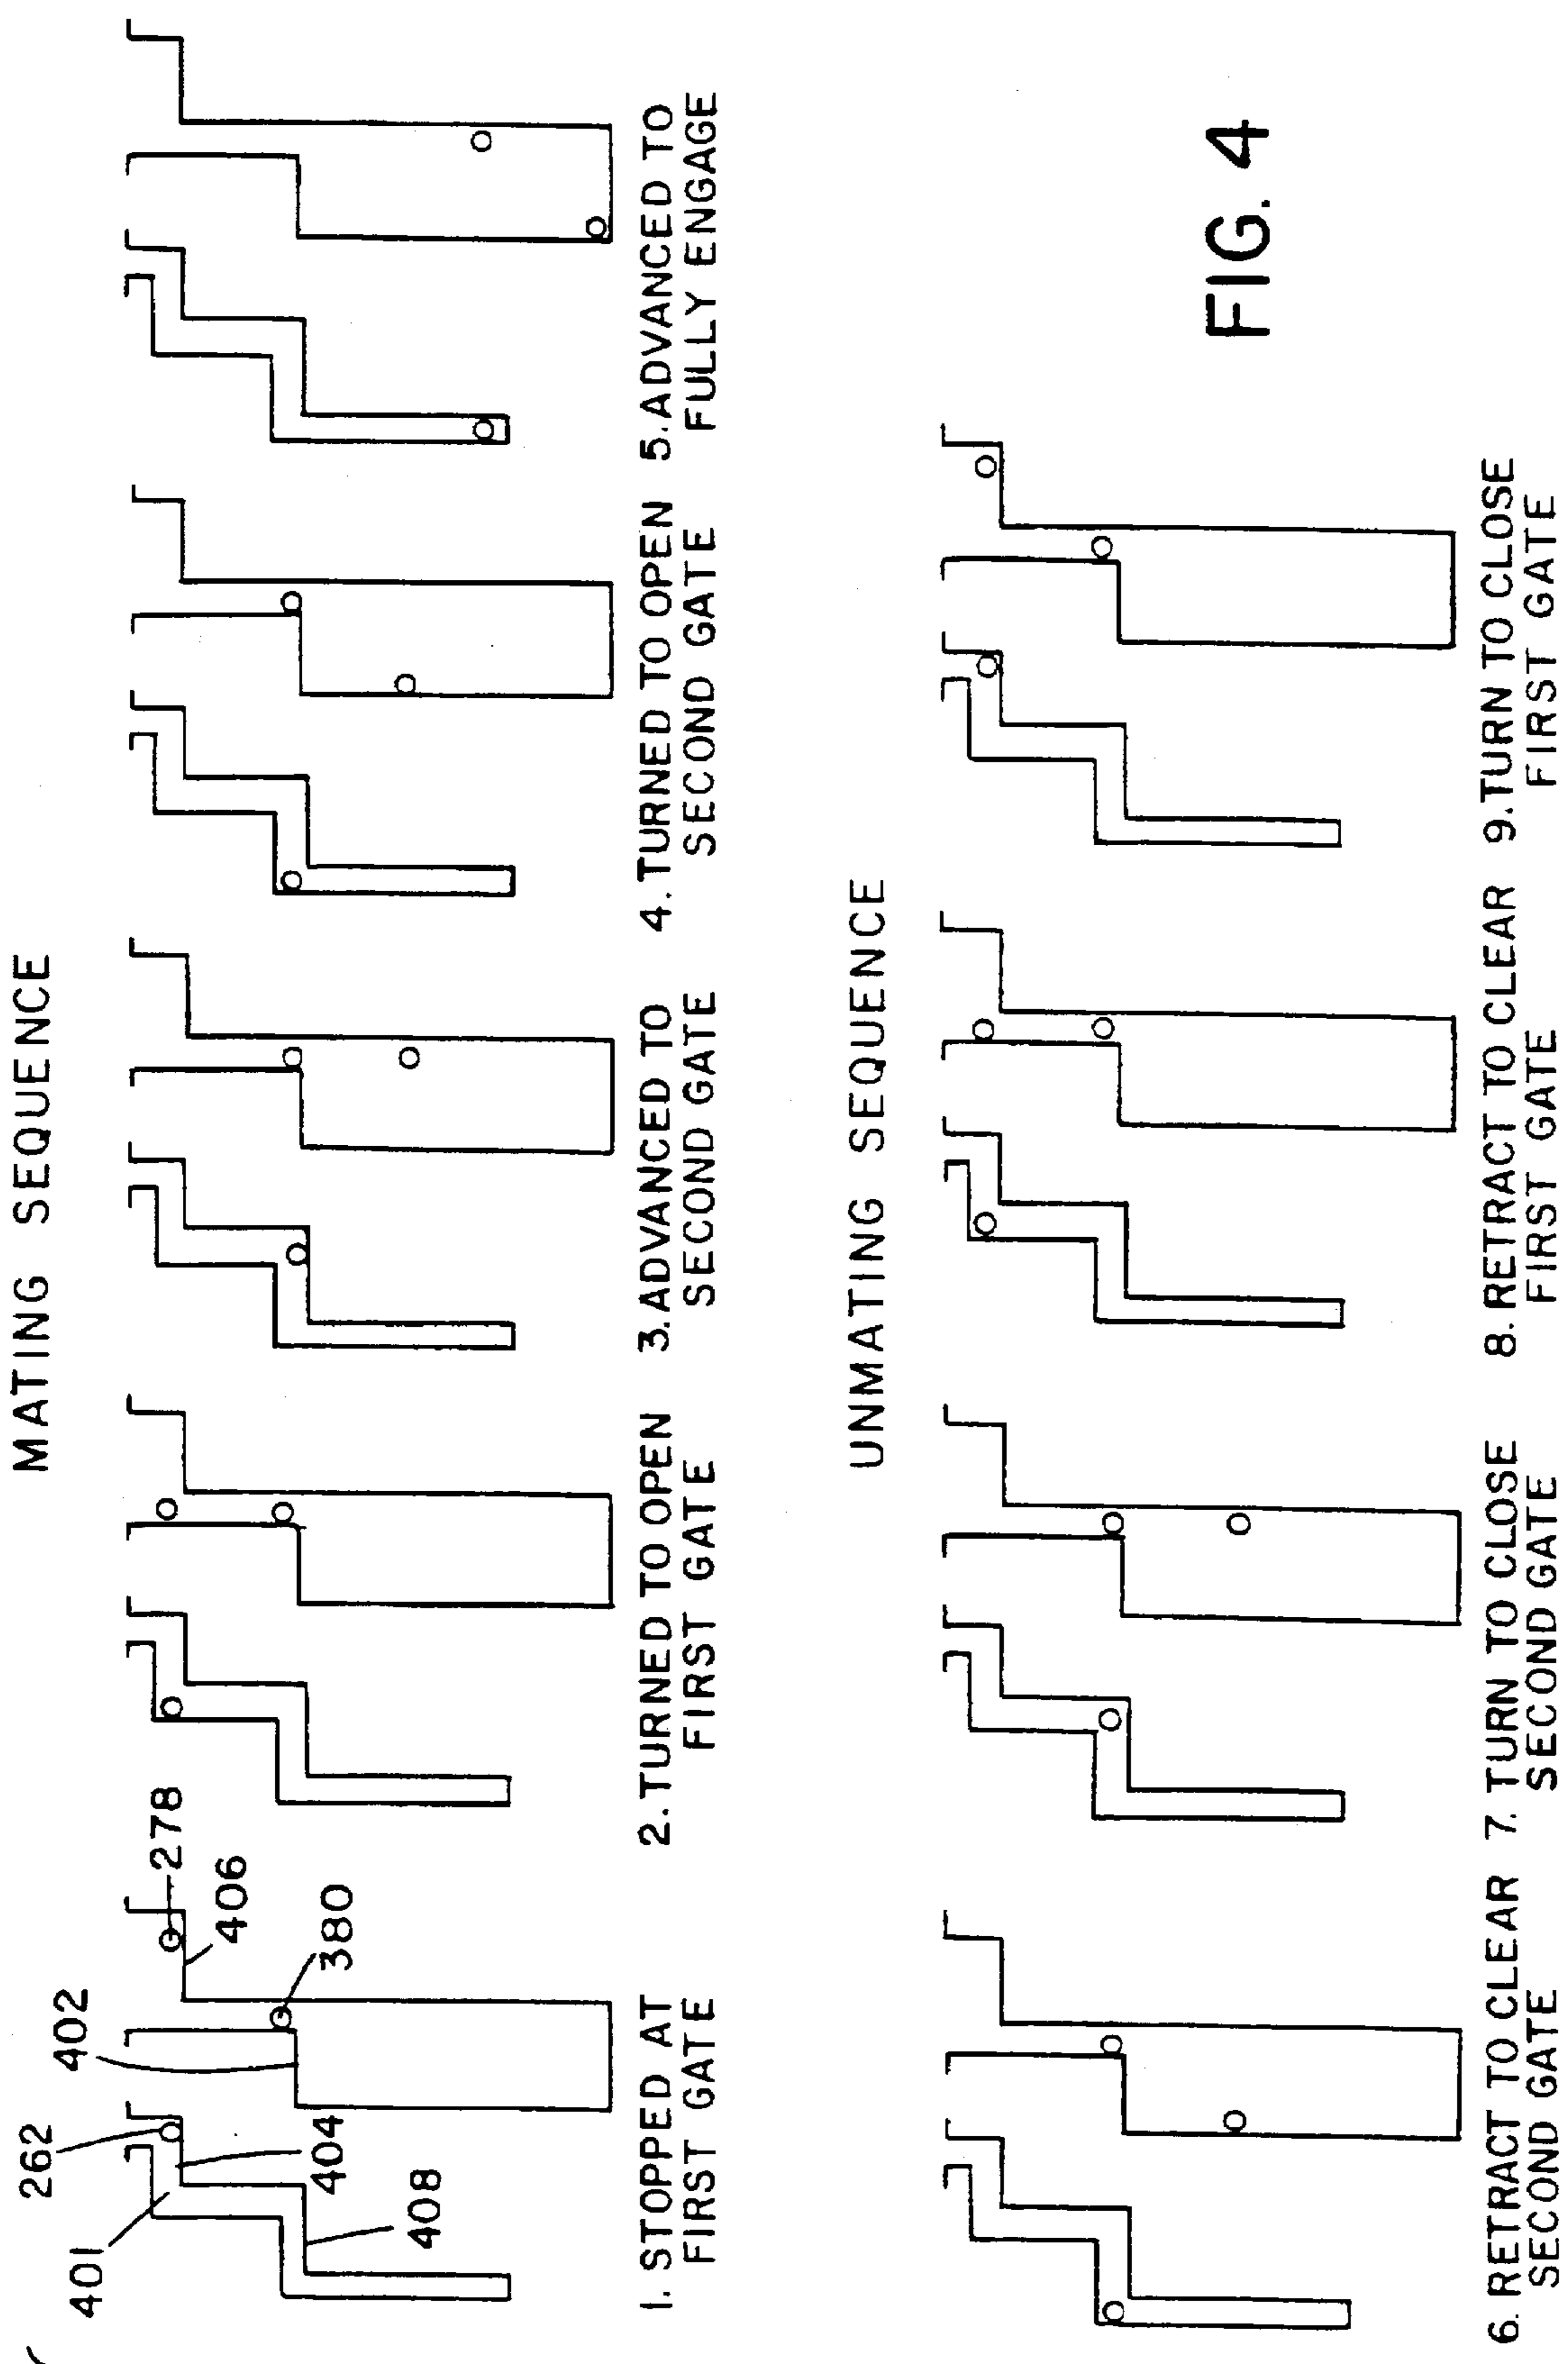 MATING SEQUENCE
262
401
404
408
402
278
406
380
1. STOPPED AT
FIRST GATE
2. TURNED TO OPEN
FIRST GATE
3. ADVANCED TO
SECOND GATE
4. TURNED TO OPEN
SECOND GATE
5. ADVANCED TO
FULLY ENGAGE
UNMATING SEQUENCE
6. RETRACT TO CLEAR
SECOND GATE
7. TURN TO CLOSE
SECOND GATE
8. RETRACT TO CLEAR
FIRST GATE
9. TURN TO CLOSE
FIRST GATE
FIG. 4